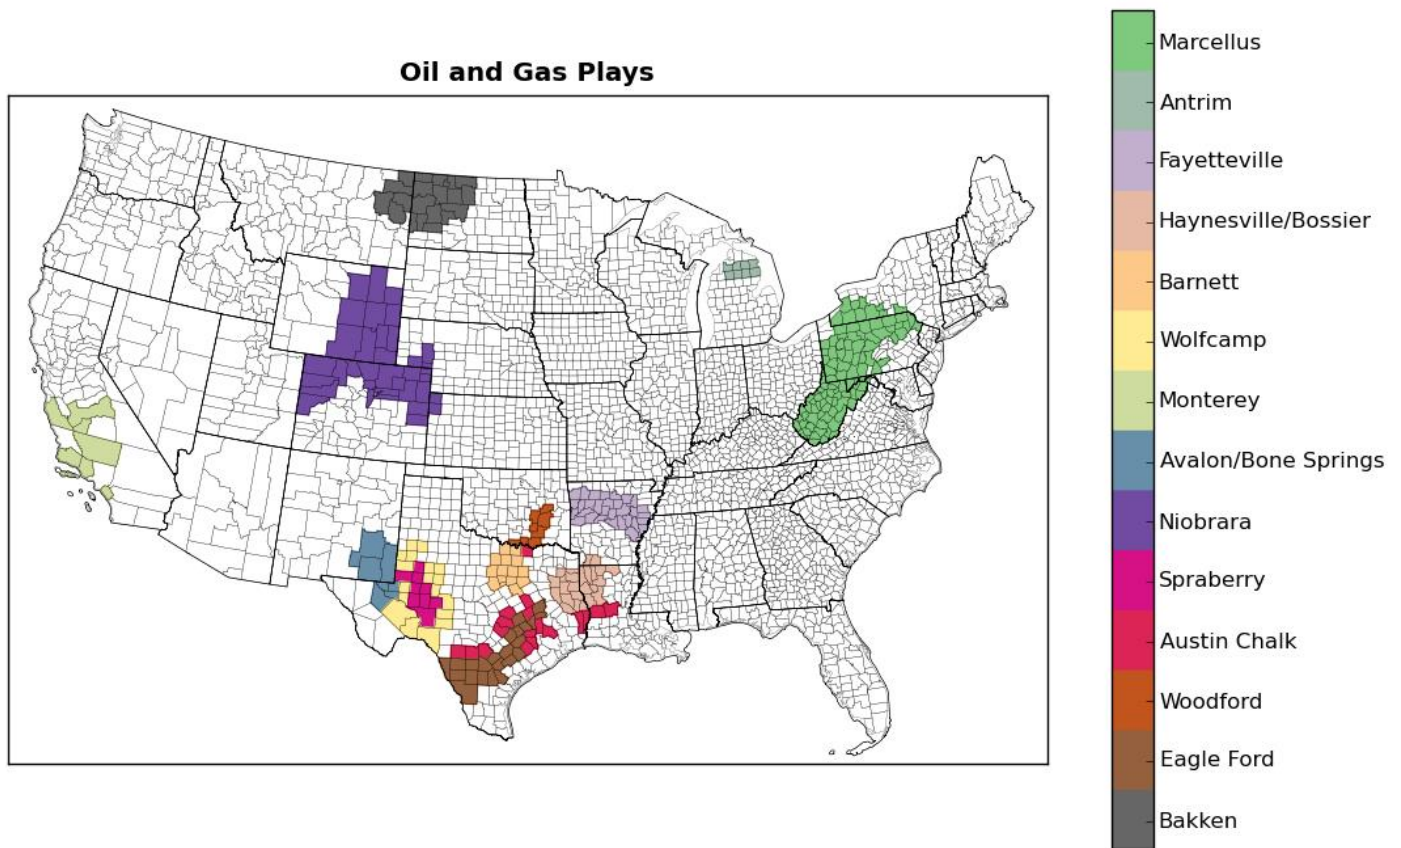 Oil and Gas Plays
Marcellus
Antrim
Fayetteville
Haynesville/Bossier
Barnett
Wolfcamp
Monterey
Avalon/Bone Springs
Niobrara
Spraberry
Austin Chalk
Woodford
Eagle Ford
Bakken